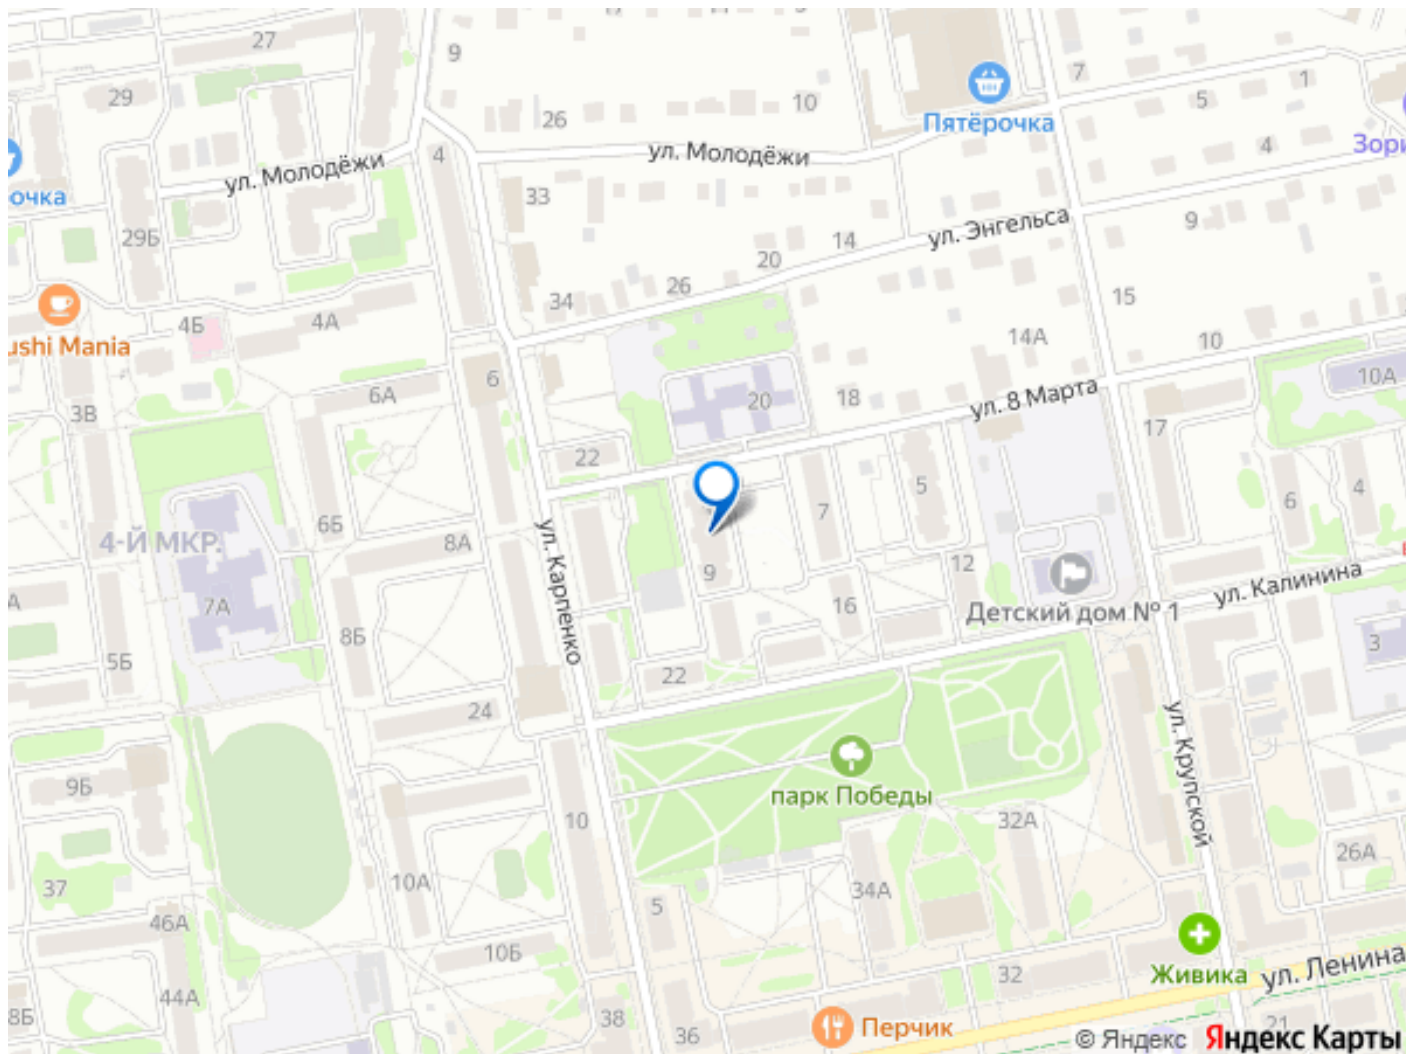 27
9
7
1
29
26
10
5
Пятёрочка
4
ул. Молодёжи
4
Зори
ул. Молодёжи
очка
33
29Б
ул. Энгельса
9
14
20
26
34
15
4Б
4А
14А
10
ushi Mania
6
6А
10А
3В
20
18
ул. 8 Марта
17
22
5
6
4
6Б
7
4-Й МКР.
8А
ул. Карпенко
9
12
ул. Калинина
7А
16
Детский дом № 1
8Б
3
5Б
22
24
ул. Крупской
9Б
парк Победы
10
32А
26А
37
10А
34А
5
46А
10Б
32
Живика
ул. Ленина
44А
8Б
38
36
Перчик
21
© Яндекс Яндекс Карты